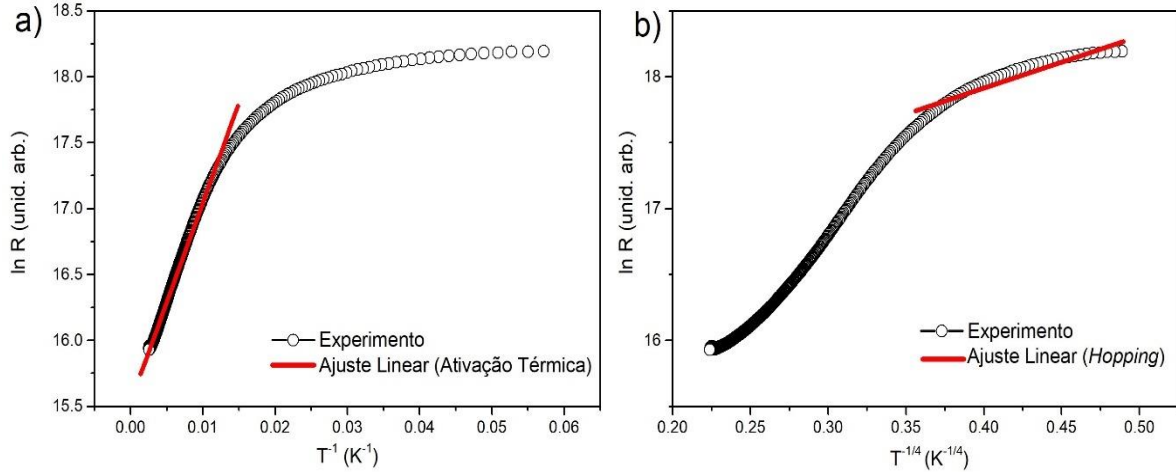 a)
ln R (unid. arb.)
18.5
18.0
17.5
17.0
16.5
16.0
15.5
Experimento
Ajuste Linear (Ativação Térmica)
0.00 0.01 0.02 0.03 0.04 0.05 0.06
T⁻¹ (K⁻¹)
b)
ln R (unid. arb.)
18
17
16
Experimento
Ajuste Linear (Hopping)
0.20 0.25 0.30 0.35 0.40 0.45 0.50
T⁻¹/⁴ (K⁻¹/⁴)